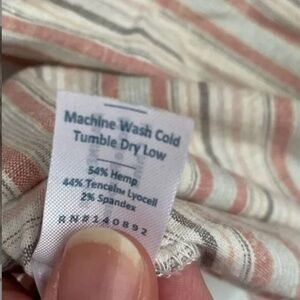 Machine Wash Cold
Tumble Dry Low
54% Hemp
44% Tencel™ Lyocell
2% Spandex
RN#140892